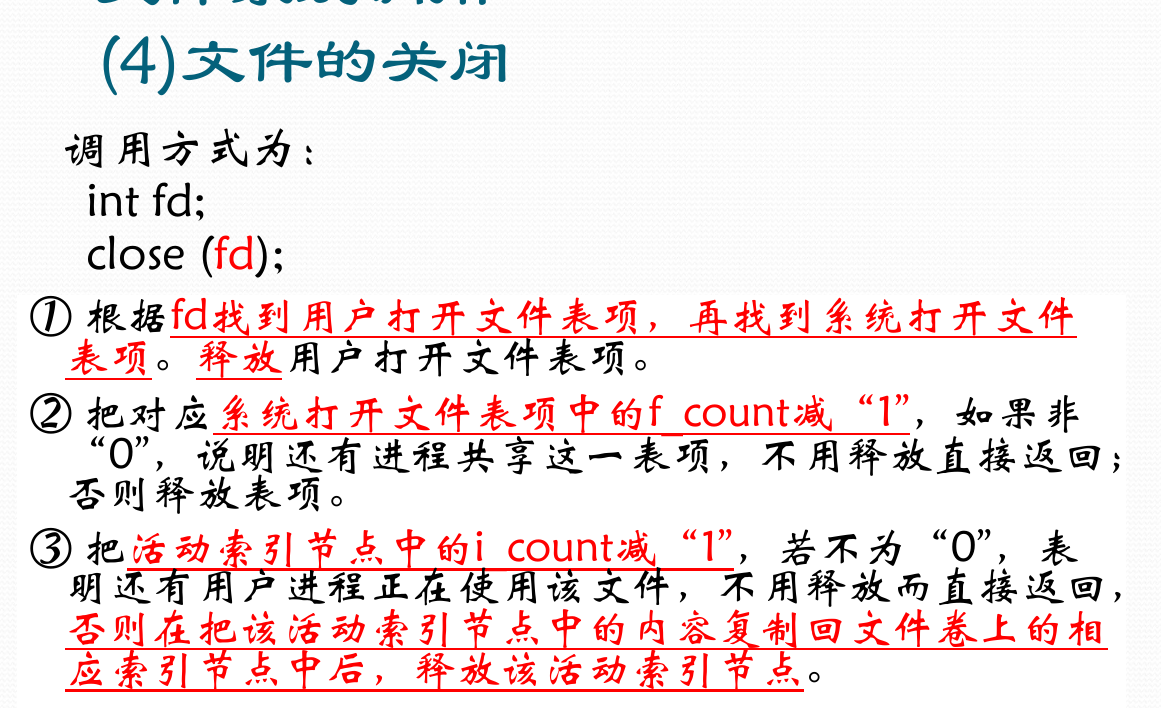 (4)文件的关闭
调用方式为：
int fd;
close (fd);
① 根据fd找到用户打开文件表项，再找到系统打开文件
表项。释放用户打开文件表项。
② 把对应系统打开文件表项中的f_count减“1”，如果非
“0”，说明还有进程共享这一表项，不用释放直接返回；
否则释放表项。
③ 把活动索引节点中的i_count减“1”，若不为“0”，表
明还有用户进程正在使用该文件，不用释放而直接返回，
否则在把该活动索引节点中的内容复制回文件卷上的相
应索引节点中后，释放该活动索引节点。